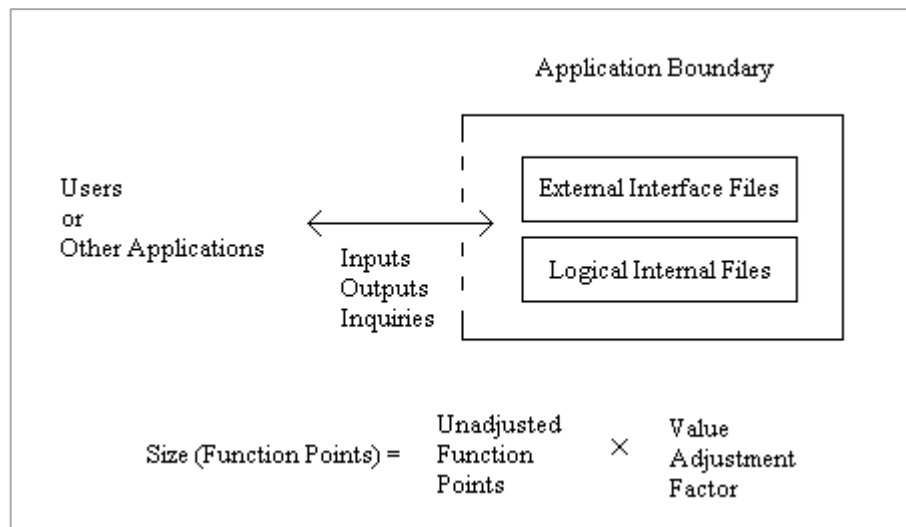 Application Boundary
Users
or
Other Applications
External Interface Files
Logical Internal Files
Inputs
Outputs
Inquiries
Size (Function Points) =
Unadjusted
Function
Points
×
Value
Adjustment
Factor